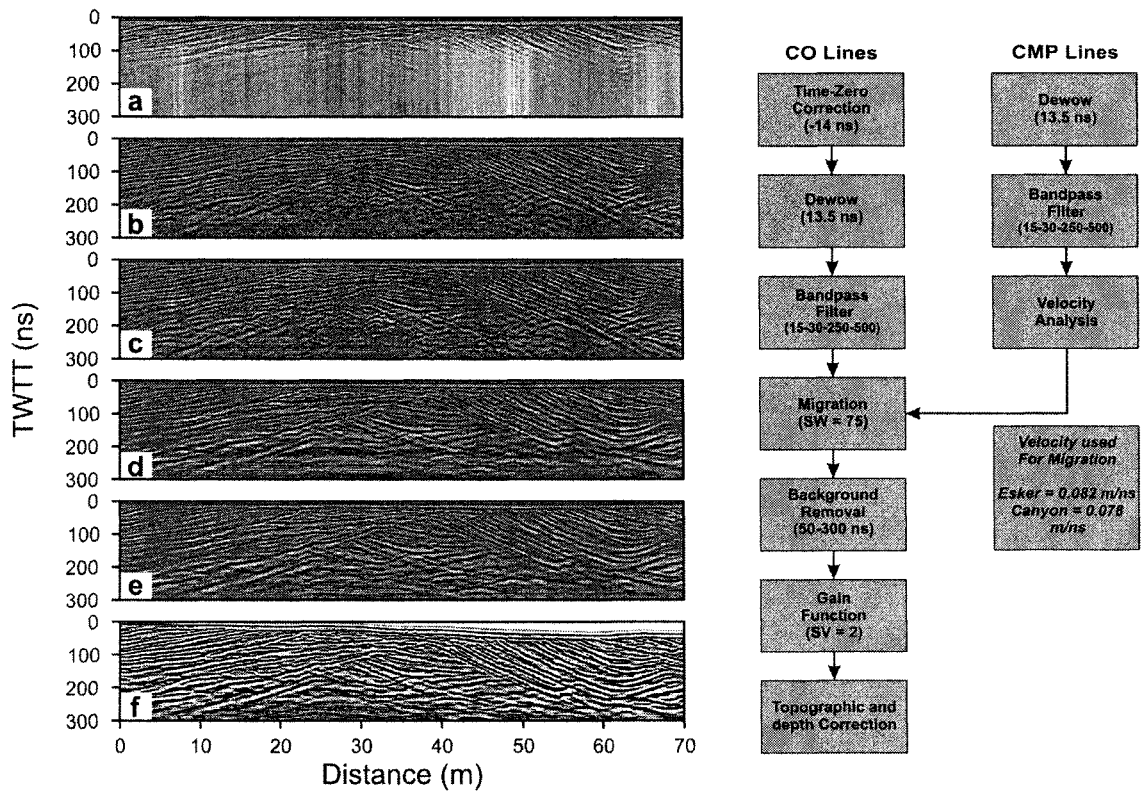 TWTT (ns)
0
100
200
300
a
0
100
200
300
b
0
100
200
300
c
0
100
200
300
d
0
100
200
300
e
0
100
200
300
f
0
10
20
30
40
50
60
70
Distance (m)
CO Lines
Time-Zero
Correction
(-14 ns)
Dewow
(13.5 ns)
Bandpass
Filter
(15-30-250-500)
Migration
(SW = 75)
Background
Removal
(50-300 ns)
Gain
Function
(SV = 2)
Topographic and
depth Correction
CMP Lines
Dewow
(13.5 ns)
Bandpass
Filter
(15-30-250-500)
Velocity
Analysis
Velocity used
For Migration
Esker = 0.082 m/ns
Canyon = 0.078
m/ns